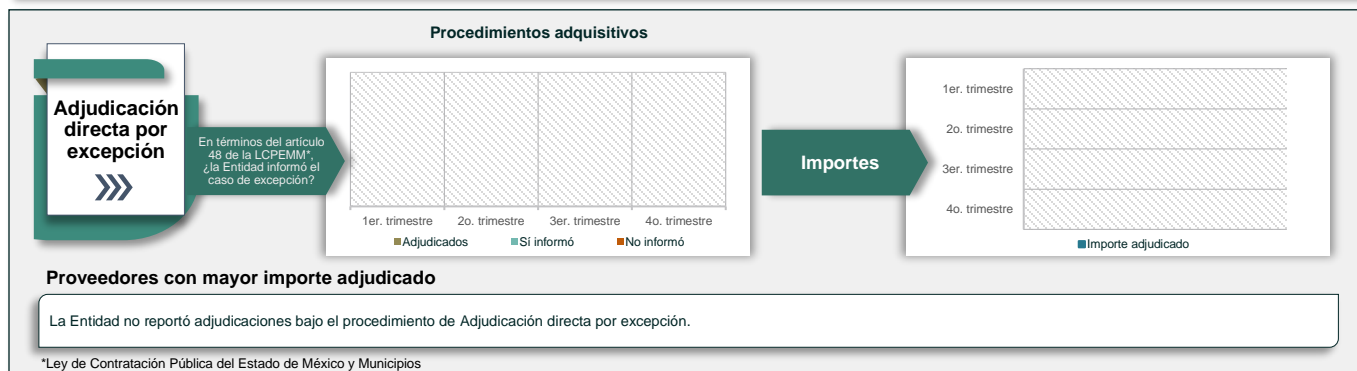 Procedimientos adquisitivos
Adjudicación
directa por
excepción
En términos del artículo
48 de la LCPEMM*,
¿la Entidad informó el
caso de excepción?
1er. trimestre
2o. trimestre
3er. trimestre
4o. trimestre
Adjudicados
Sí informó
No informó
Importes
1er. trimestre
2o. trimestre
3er. trimestre
4o. trimestre
Importe adjudicado
Proveedores con mayor importe adjudicado
La Entidad no reportó adjudicaciones bajo el procedimiento de Adjudicación directa por excepción.
*Ley de Contratación Pública del Estado de México y Municipios